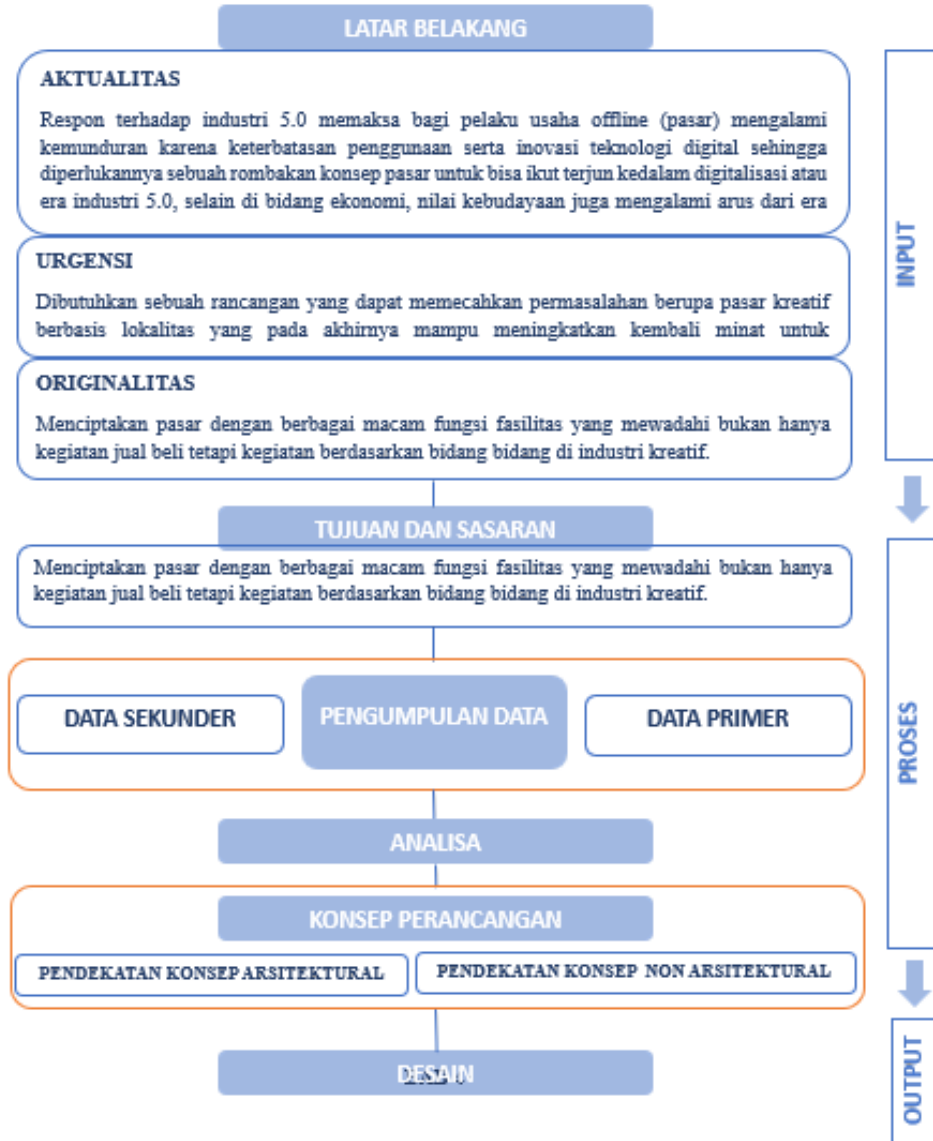 LATAR BELAKANG
AKTUALITAS
Respon terhadap industri 5.0 memaksa bagi pelaku usaha offline (pasar) mengalami
kemunduran karena keterbatasan penggunaan serta inovasi teknologi digital sehingga
diperlukannya sebuah rombakan konsep pasar untuk bisa ikut terjun kedalam digitalisasi atau
era industri 5.0, selain di bidang ekonomi, nilai kebudayaan juga mengalami arus dari era
URGENSI
Dibutuhkan sebuah rancangan yang dapat memecahkan permasalahan berupa pasar kreatif
berbasis lokalitas yang pada akhirnya mampu meningkatkan kembali minat untuk
ORIGINALITAS
Menciptakan pasar dengan berbagai macam fungsi fasilitas yang mewadahi bukan hanya
kegiatan jual beli tetapi kegiatan berdasarkan bidang bidang di industri kreatif.
INPUT
TUJUAN DAN SASARAN
Menciptakan pasar dengan berbagai macam fungsi fasilitas yang mewadahi bukan hanya
kegiatan jual beli tetapi kegiatan berdasarkan bidang bidang di industri kreatif.
DATA SEKUNDER
PENGUMPULAN DATA
DATA PRIMER
ANALISA
KONSEP PERANCANGAN
PENDEKATAN KONSEP ARSITEKTURAL
PENDEKATAN KONSEP NON ARSITEKTURAL
PROSES
DESAIN
OUTPUT